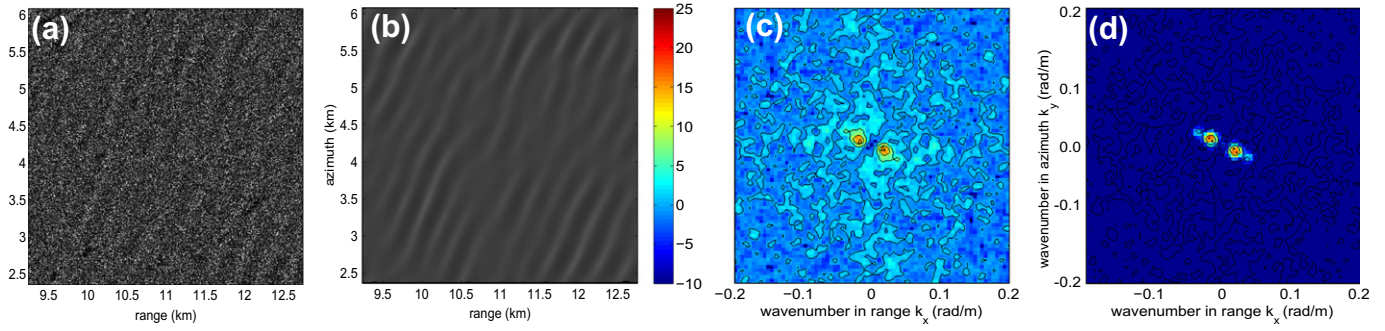 (a)
6
5.5
5
4.5
4
3.5
3
2.5
9.5 10 10.5 11 11.5 12 12.5
range (km)
(b)
azimuth (km)
6
5.5
5
4.5
4
3.5
3
2.5
9.5 10 10.5 11 11.5 12 12.5
range (km)
25
20
15
10
5
0
−5
−10
(c)
−0.2 −0.1 0 0.1 0.2
wavenumber in range k_x (rad/m)
(d)
wavenumber in azimuth k_y (rad/m)
0.2
0.1
0.0
-0.1
-0.2
−0.1 0 0.1 0.2
wavenumber in range k_x (rad/m)